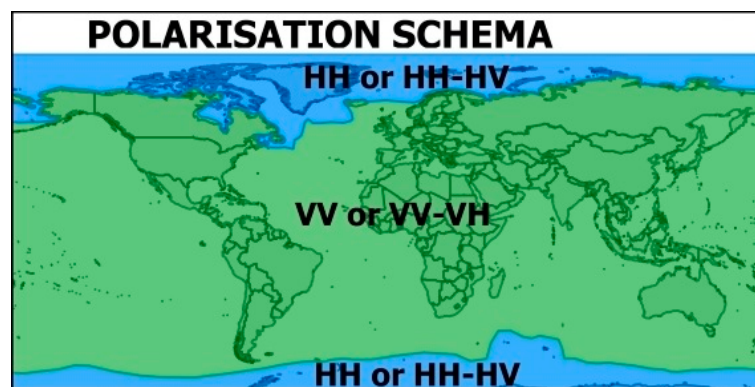 POLARISATION SCHEMA
HH or HH-HV
VV or VV-VH
HH or HH-HV